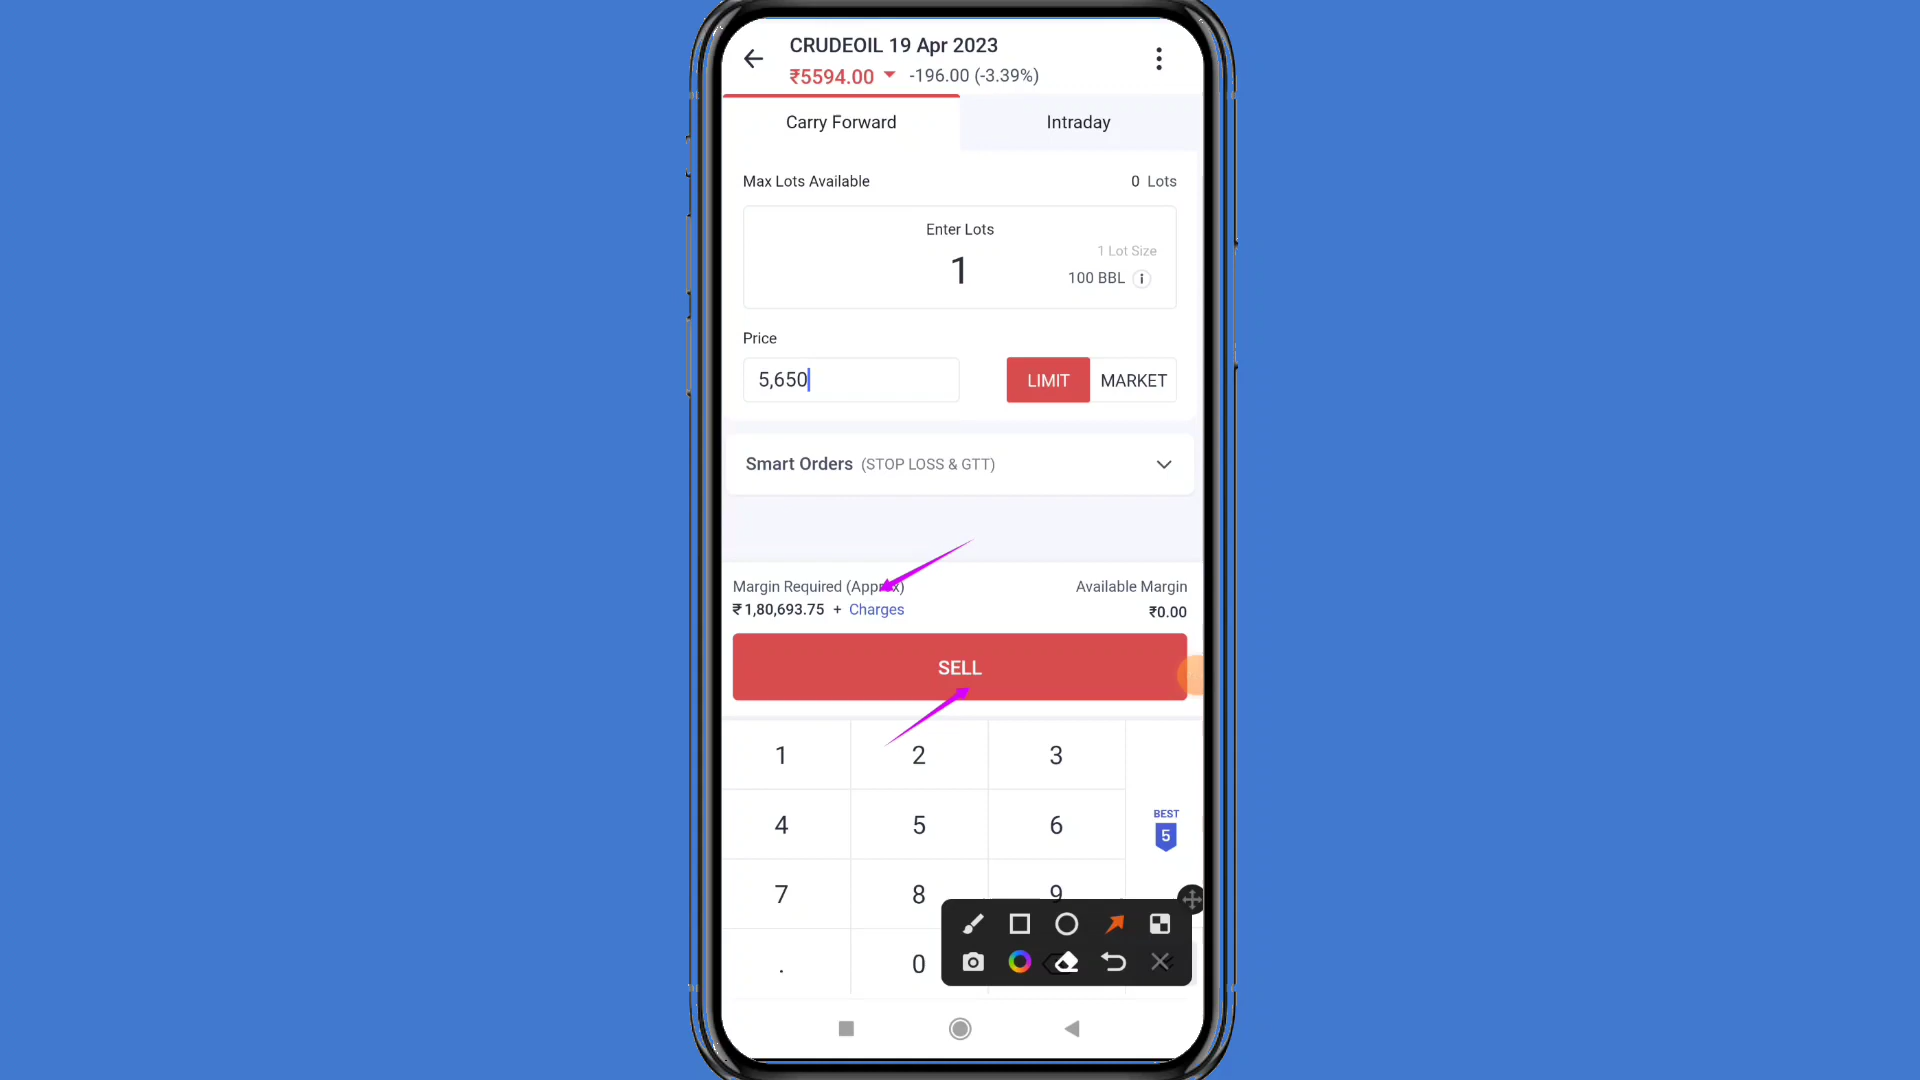 CRUDEOIL 19 Apr 2023
₹5594.00 -196.00 (-3.39%)
Carry Forward Intraday
Max Lots Available 0 Lots
Enter Lots
1 Lot Size
1 100 BBL i
Price
5,650 LIMIT MARKET
Smart Orders (STOP LOSS & GTT)
Margin Required (Approx) Available Margin
₹1,80,693.75 + Charges ₹0.00
SELL
1 2 3
BEST
4 5 6 5
7 8 9
. 0